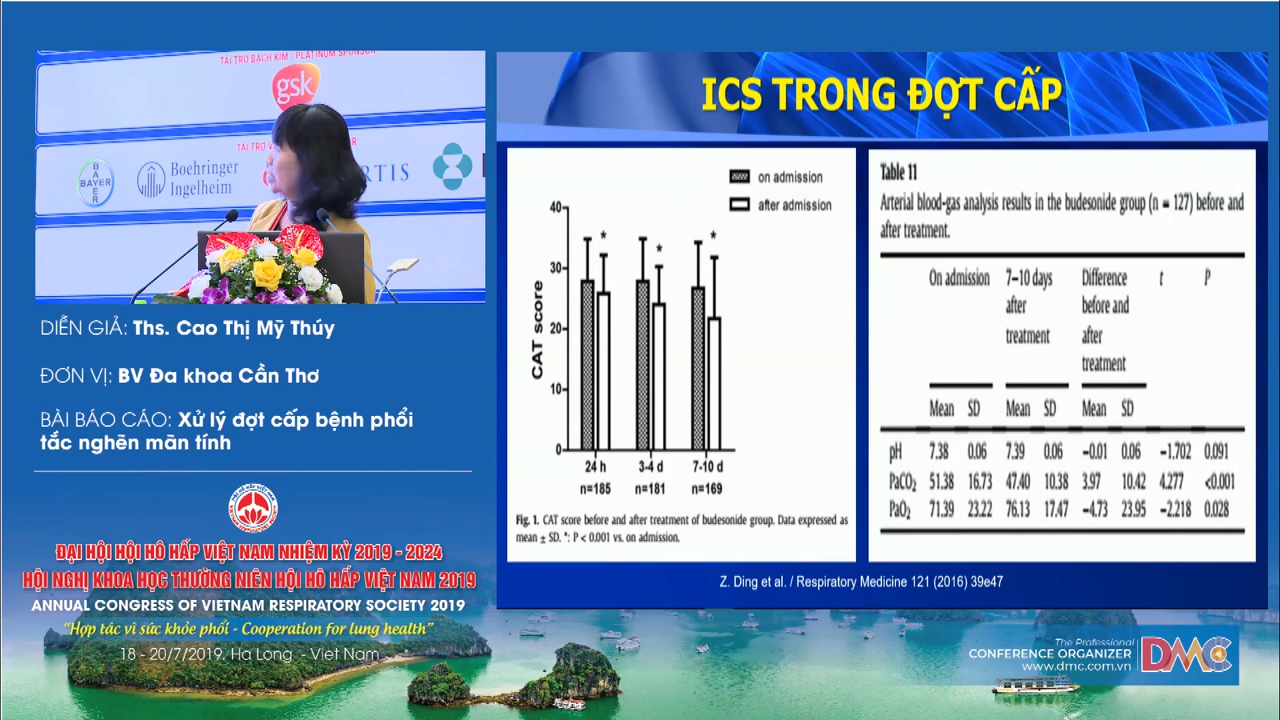 TÀI TRỢ BẠCH KIM - PLATINUM SPONSOR
gsk
TÀI TRỢ
BAYER
BAYER
Boehringer
Ingelheim
DIỄN GIẢ: Ths. Cao Thị Mỹ Thúy
ĐƠN VỊ: BV Đa khoa Cần Thơ
BÀI BÁO CÁO: Xử lý đợt cấp bệnh phổi
tắc nghẽn mãn tính
ĐẠI HỘI HỘI HÔ HẤP VIỆT NAM NHIỆM KỲ 2019 - 2024
HỘI NGHỊ KHOA HỌC THƯỜNG NIÊN HỘI HÔ HẤP VIỆT NAM 2019
ANNUAL CONGRESS OF VIETNAM RESPIRATORY SOCIETY 2019
"Hợp tác vì sức khỏe phổi - Cooperation for lung health"
18 - 20/7/2019, Ha Long - Viet Nam
ICS TRONG ĐỢT CẤP
on admission
after admission
CAT score
40
30
20
10
0
* * *
24 h 3-4 d 7-10 d
n=185 n=181 n=169
Fig. 1. CAT score before and after treatment of budesonide group. Data expressed as
mean ± SD. *: P < 0.001 vs. on admission.
Table 11
Arterial blood-gas analysis results in the budesonide group (n = 127) before and
after treatment.
On admission 7–10 days Difference t P
after before and
treatment after
treatment
Mean SD Mean SD Mean SD
pH 7.38 0.06 7.39 0.06 −0.01 0.06 −1.702 0.091
PaCO2 51.38 16.73 47.40 10.38 3.97 10.42 4.277 <0.001
PaO2 71.39 23.22 76.13 17.47 −4.73 23.95 −2.218 0.028
Z. Ding et al. / Respiratory Medicine 121 (2016) 39e47
The Professional
CONFERENCE ORGANIZER
www.dmc.com.vn
DMC